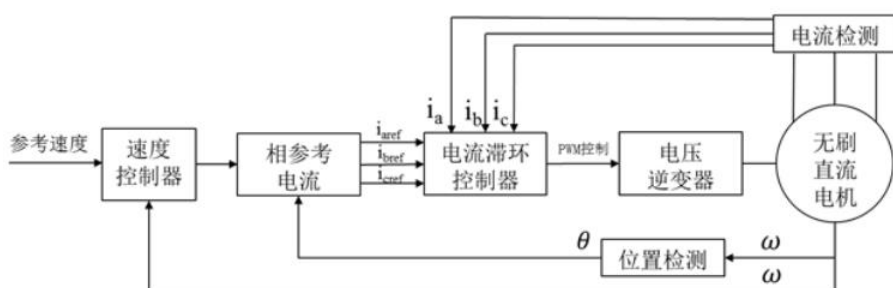 电流检测
i_a
i_b
i_c
参考速度
速度
控制器
相参考
电流
i_aref
i_bref
i_cref
电流滞环
控制器
PWM控制
电压
逆变器
无刷
直流
电机
θ
位置检测
ω
ω